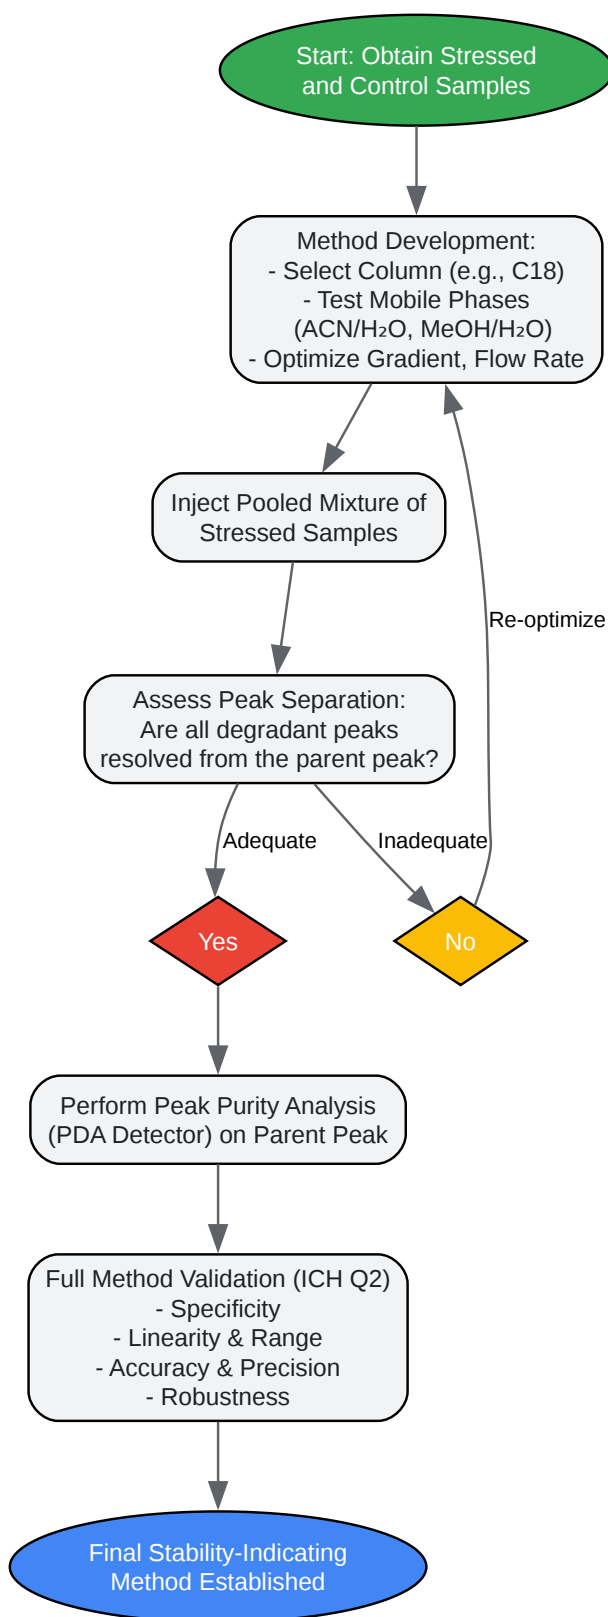 Start: Obtain Stressed
and Control Samples
Method Development:
- Select Column (e.g., C18)
- Test Mobile Phases
(ACN/H₂O, MeOH/H₂O)
- Optimize Gradient, Flow Rate
Inject Pooled Mixture of
Stressed Samples
Re-optimize
Assess Peak Separation:
Are all degradant peaks
resolved from the parent peak?
Adequate
Inadequate
Yes
No
Perform Peak Purity Analysis
(PDA Detector) on Parent Peak
Full Method Validation (ICH Q2)
- Specificity
- Linearity & Range
- Accuracy & Precision
- Robustness
Final Stability-Indicating
Method Established